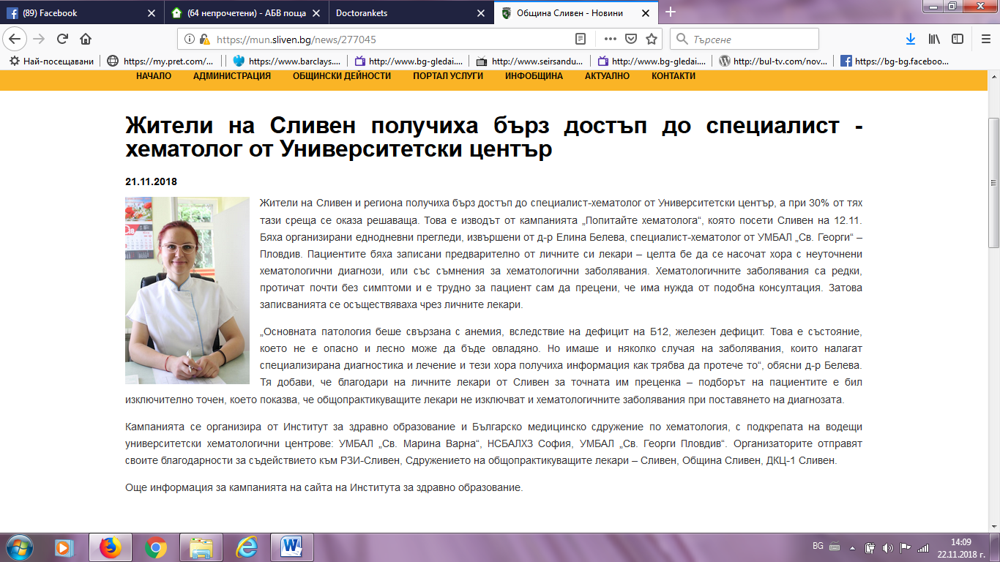 (89) Facebook
(64 непрочетени) - АБВ поща
Doctorankets
Община Сливен - Новини
https://mun.sliven.bg/news/277045
Търсене
Най-посещавани
https://my.pret.com/...
https://www.barclays....
http://www.bg-gledai....
http://www.seirsandu...
http://www.bg-gledai....
http://bul-tv.com/nov...
https://bg-bg.faceboo...
НАЧАЛО АДМИНИСТРАЦИЯ ОБЩИНСКИ ДЕЙНОСТИ ПОРТАЛ УСЛУГИ ИНФОБЩИНА АКТУАЛНО КОНТАКТИ
Жители на Сливен получиха бърз достъп до специалист -
хематолог от Университетски център
21.11.2018
Жители на Сливен и региона получиха бърз достъп до специалист-хематолог от Университетски център, а при 30% от тях
тази среща се оказа решаваща. Това е изводът от кампанията „Попитайте хематолога“, която посети Сливен на 12.11.
Бяха организирани еднодневни прегледи, извършени от д-р Елина Белева, специалист-хематолог от УМБАЛ „Св. Георги“ –
Пловдив. Пациентите бяха записани предварително от личните си лекари – целта бе да се насочат хора с неуточнени
хематологични диагнози, или със съмнения за хематологични заболявания. Хематологичните заболявания са редки,
протичат почти без симптоми и е трудно за пациент сам да прецени, че има нужда от подобна консултация. Затова
записванията се осъществяваха чрез личните лекари.
„Основната патология беше свързана с анемия, вследствие на дефицит на Б12, железен дефицит. Това е състояние,
което не е опасно и лесно може да бъде овладяно. Но имаше и няколко случая на заболявания, които налагат
специализирана диагностика и лечение и тези хора получиха информация как трябва да протече то“, обясни д-р Белева.
Тя добави, че благодари на личните лекари от Сливен за точната им преценка – подборът на пациентите е бил
изключително точен, което показва, че общопрактикуващите лекари не изключват и хематологичните заболявания при поставянето на диагнозата.
Кампанията се организира от Институт за здравно образование и Българско медицинско сдружение по хематология, с подкрепата на водещи
университетски хематологични центрове: УМБАЛ „Св. Марина Варна“, НСБАЛХЗ София, УМБАЛ „Св. Георги Пловдив“. Организаторите отправят
своите благодарности за съдействието към РЗИ-Сливен, Сдружението на общопрактикуващите лекари – Сливен, Община Сливен, ДКЦ-1 Сливен.
Още информация за кампанията на сайта на Института за здравно образование.
BG
14:09
22.11.2018 г.